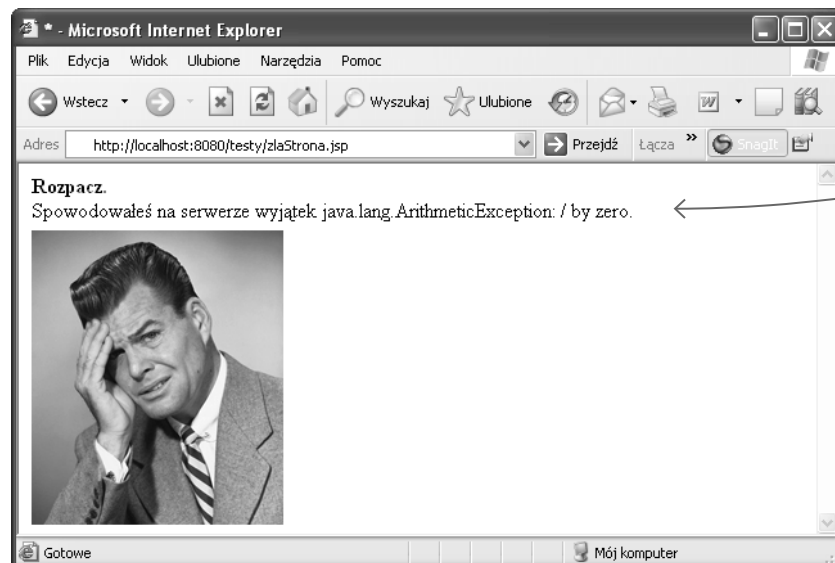 * - Microsoft Internet Explorer
Plik Edycja Widok Ulubione Narzędzia Pomoc
Wstecz Wyszukaj Ulubione
Adres http://localhost:8080/testy/zlaStrona.jsp Przejdź Łącza » SnagIt
Rozpacz.
Spowodowałeś na serwerze wyjątek java.lang.ArithmeticException: / by zero.
Gotowe Mój komputer